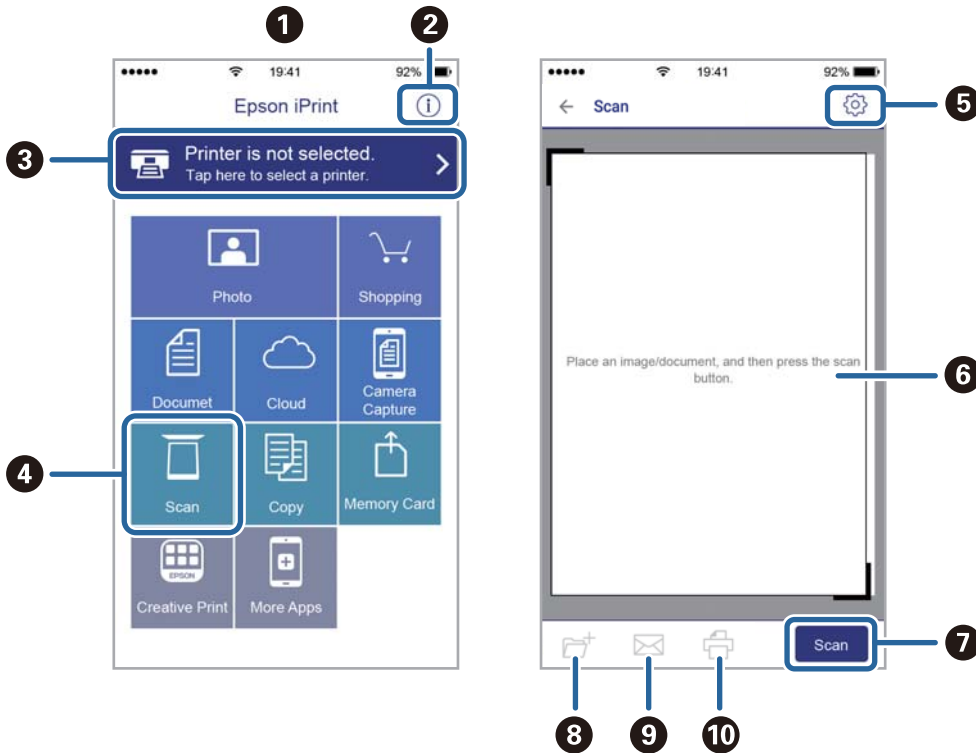 1
2
19:41
92%
Epson iPrint
i
3
Printer is not selected.
Tap here to select a printer.
Photo
Shopping
Documet
Cloud
Camera
Capture
4
Scan
Copy
Memory Card
EPSON
Creative Print
More Apps
19:41
92%
Scan
5
Place an image/document, and then press the scan
button.
6
Scan
7
8
9
10